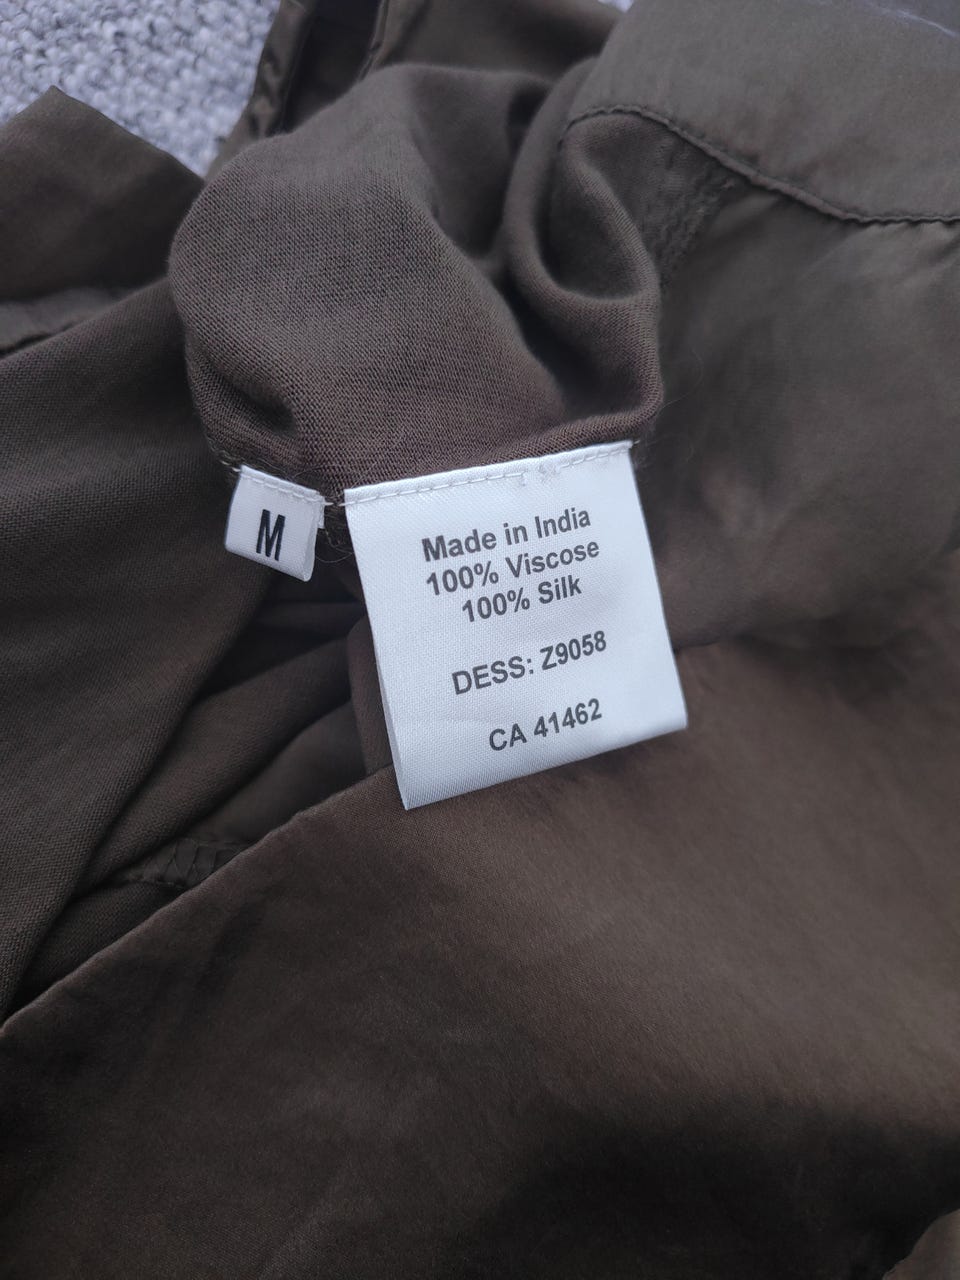 M
Made in India
100% Viscose
100% Silk
DESS: Z9058
CA 41462